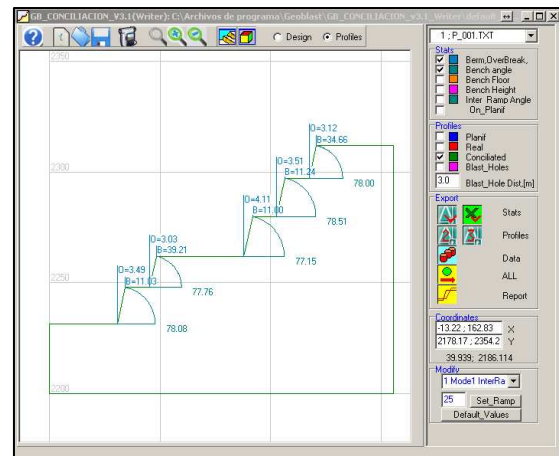 GB_CONCILIACION_V3.1(Writer): C:\Archivos de programa\Geoblast\GB_CONCILIACION_v3.1_Writer\default
Design Profiles
1 ; P_001.TXT
Stats
Berm,OverBreak,
Bench angle
Bench Floor
Bench Height
Inter Ramp Angle
On_Planif
Profiles
Planif
Real
Conciliated
Blast_Holes
3.0 Blast_Hole Dist,[m]
Export
Stats
Profiles
Data
ALL
Report
Coordinates
-13.22 ; 162.83 X
2178.17 ; 2354.2 Y
39.939; 2186.114
Modify
1 Mode1 InterRa
25 Set_Ramp
Default_Values
2350
O=3.12
B=34.66
2300
O=3.51
B=11.24
78.00
O=4.11
B=11.00
78.51
O=3.03
B=39.21
77.15
2250
O=3.49
B=11.03
77.76
78.08
2200